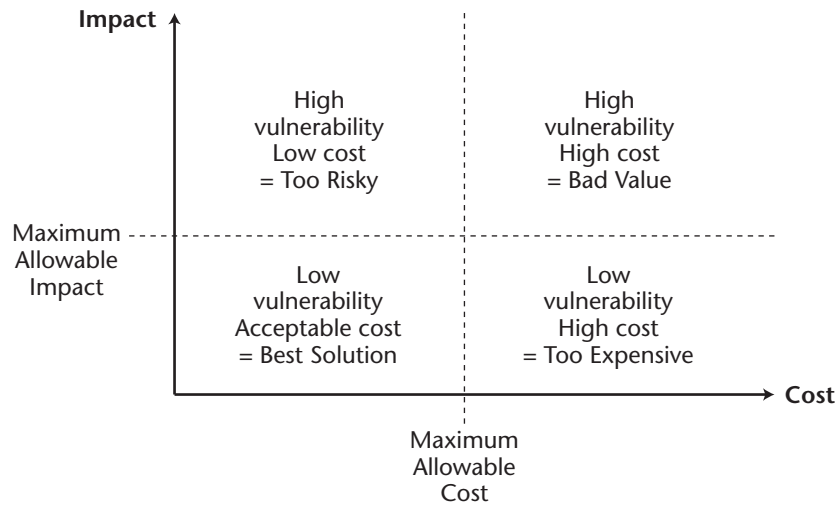 Impact
High
vulnerability
Low cost
= Too Risky
High
vulnerability
High cost
= Bad Value
Maximum
Allowable
Impact
Low
vulnerability
Acceptable cost
= Best Solution
Low
vulnerability
High cost
= Too Expensive
Cost
Maximum
Allowable
Cost